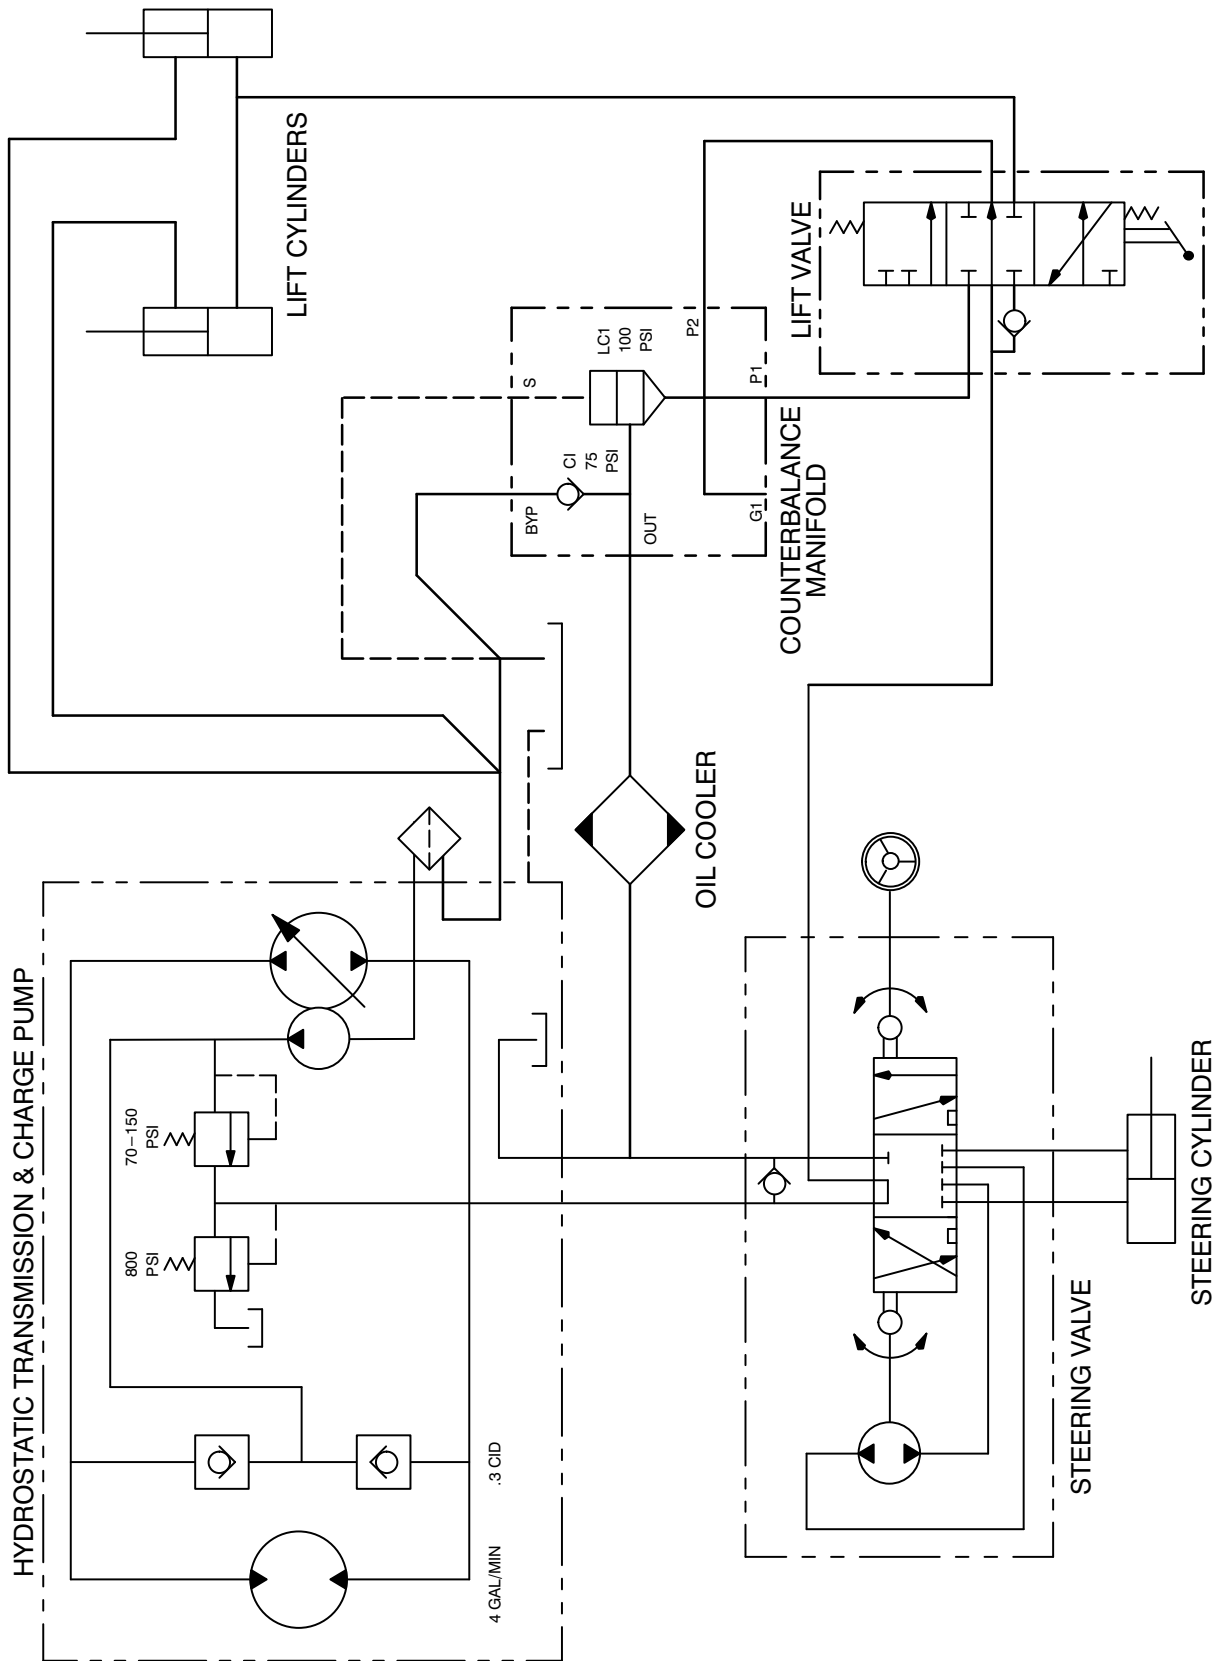 HYDROSTATIC TRANSMISSION & CHARGE PUMP
4 GAL/MIN
.3 CID
800
PSI
70–150
PSI
OIL COOLER
STEERING VALVE
STEERING CYLINDER
LIFT CYLINDERS
BYP
S
CI
75
PSI
LC1
100
PSI
OUT
P2
G1
P1
COUNTERBALANCE
MANIFOLD
LIFT VALVE